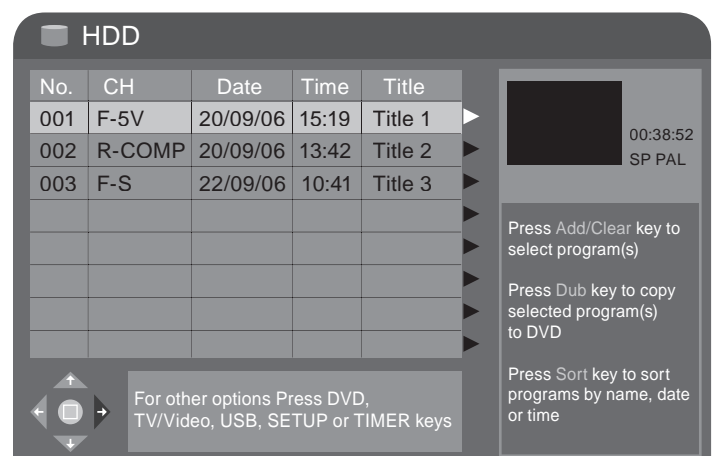 HDD
No. CH Date Time Title
001 F-5V 20/09/06 15:19 Title 1
002 R-COMP 20/09/06 13:42 Title 2
003 F-S 22/09/06 10:41 Title 3
00:38:52
SP PAL
Press Add/Clear key to
select program(s)
Press Dub key to copy
selected program(s)
to DVD
Press Sort key to sort
programs by name, date
or time
For other options Press DVD,
TV/Video, USB, SETUP or TIMER keys